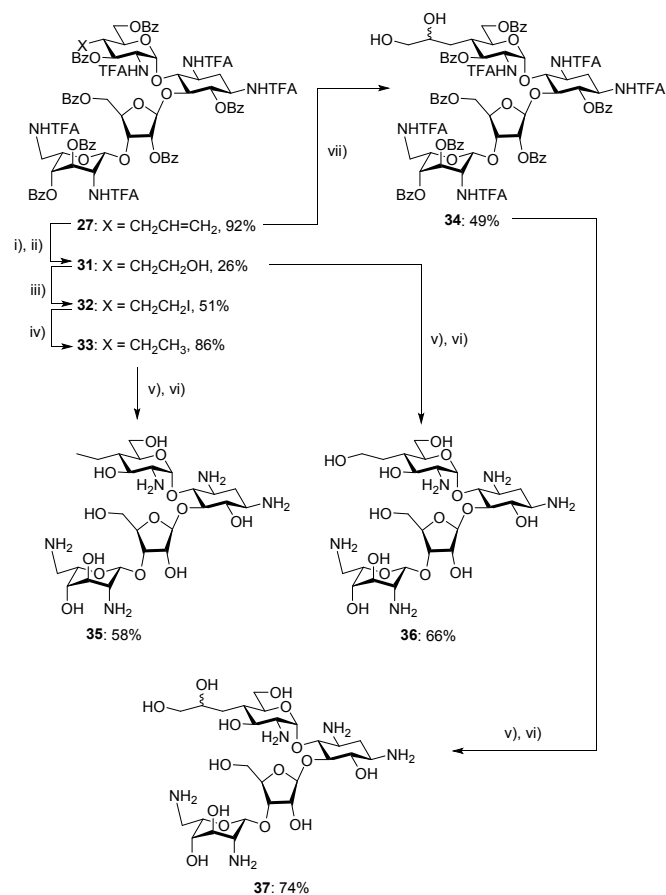 OBz
X
BzO
O
TFAHN
O
NHTFA
NHTFA
BzO
O
O
OBz
NHTFA
OBz
O
O
OBz
BzO
NHTFA
27: X = CH2CH=CH2, 92%
i), ii)
31: X = CH2CH2OH, 26%
iii)
32: X = CH2CH2I, 51%
iv)
33: X = CH2CH3, 86%
vii)
OH
HO
OBz
O
BzO
TFAHN
O
NHTFA
NHTFA
BzO
O
O
OBz
NHTFA
OBz
O
O
OBz
BzO
NHTFA
34: 49%
v), vi)
v), vi)
OH
O
HO
H2N
O
NH2
NH2
HO
O
O
OH
NH2
OH
O
O
OH
OH
NH2
35: 58%
HO
OH
O
HO
H2N
O
NH2
NH2
HO
O
O
OH
NH2
OH
O
O
OH
OH
NH2
36: 66%
OH
HO
OH
O
HO
H2N
O
NH2
NH2
HO
O
O
OH
NH2
OH
O
O
OH
OH
NH2
37: 74%
v), vi)